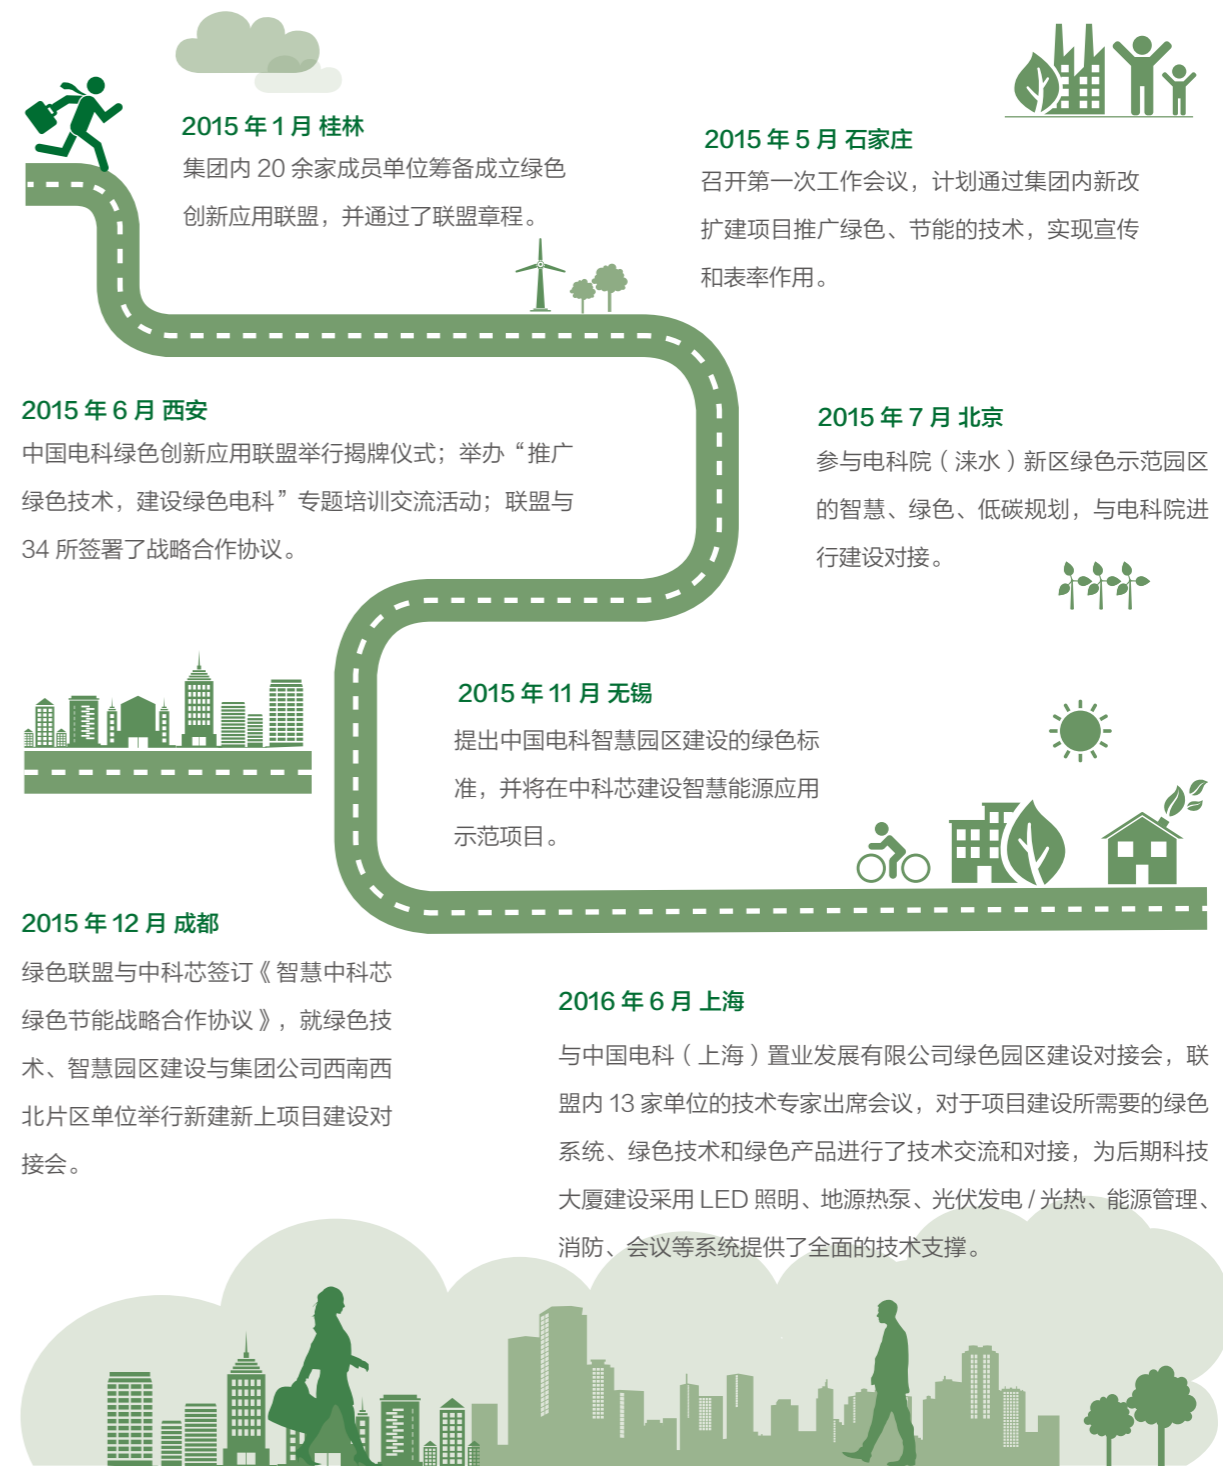 2015 年 1 月 桂林
集团内 20 余家成员单位筹备成立绿色
创新应用联盟，并通过了联盟章程。
2015 年 5 月 石家庄
召开第一次工作会议，计划通过集团内新改
扩建项目推广绿色、节能的技术，实现宣传
和表率作用。
2015 年 6 月 西安
中国电科绿色创新应用联盟举行揭牌仪式；举办“推广
绿色技术，建设绿色电科”专题培训交流活动；联盟与
34 所签署了战略合作协议。
2015 年 7 月 北京
参与电科院（涞水）新区绿色示范园区
的智慧、绿色、低碳规划，与电科院进
行建设对接。
2015 年 11 月 无锡
提出中国电科智慧园区建设的绿色标
准，并将在中科芯建设智慧能源应用
示范项目。
2015 年 12 月 成都
绿色联盟与中科芯签订《智慧中科芯
绿色节能战略合作协议》，就绿色技
术、智慧园区建设与集团公司西南西
北片区单位举行新建新上项目建设对
接会。
2016 年 6 月 上海
与中国电科（上海）置业发展有限公司绿色园区建设对接会，联
盟内 13 家单位的技术专家出席会议，对于项目建设所需要的绿色
系统、绿色技术和绿色产品进行了技术交流和对接，为后期科技
大厦建设采用 LED 照明、地源热泵、光伏发电 / 光热、能源管理、
消防、会议等系统提供了全面的技术支撑。